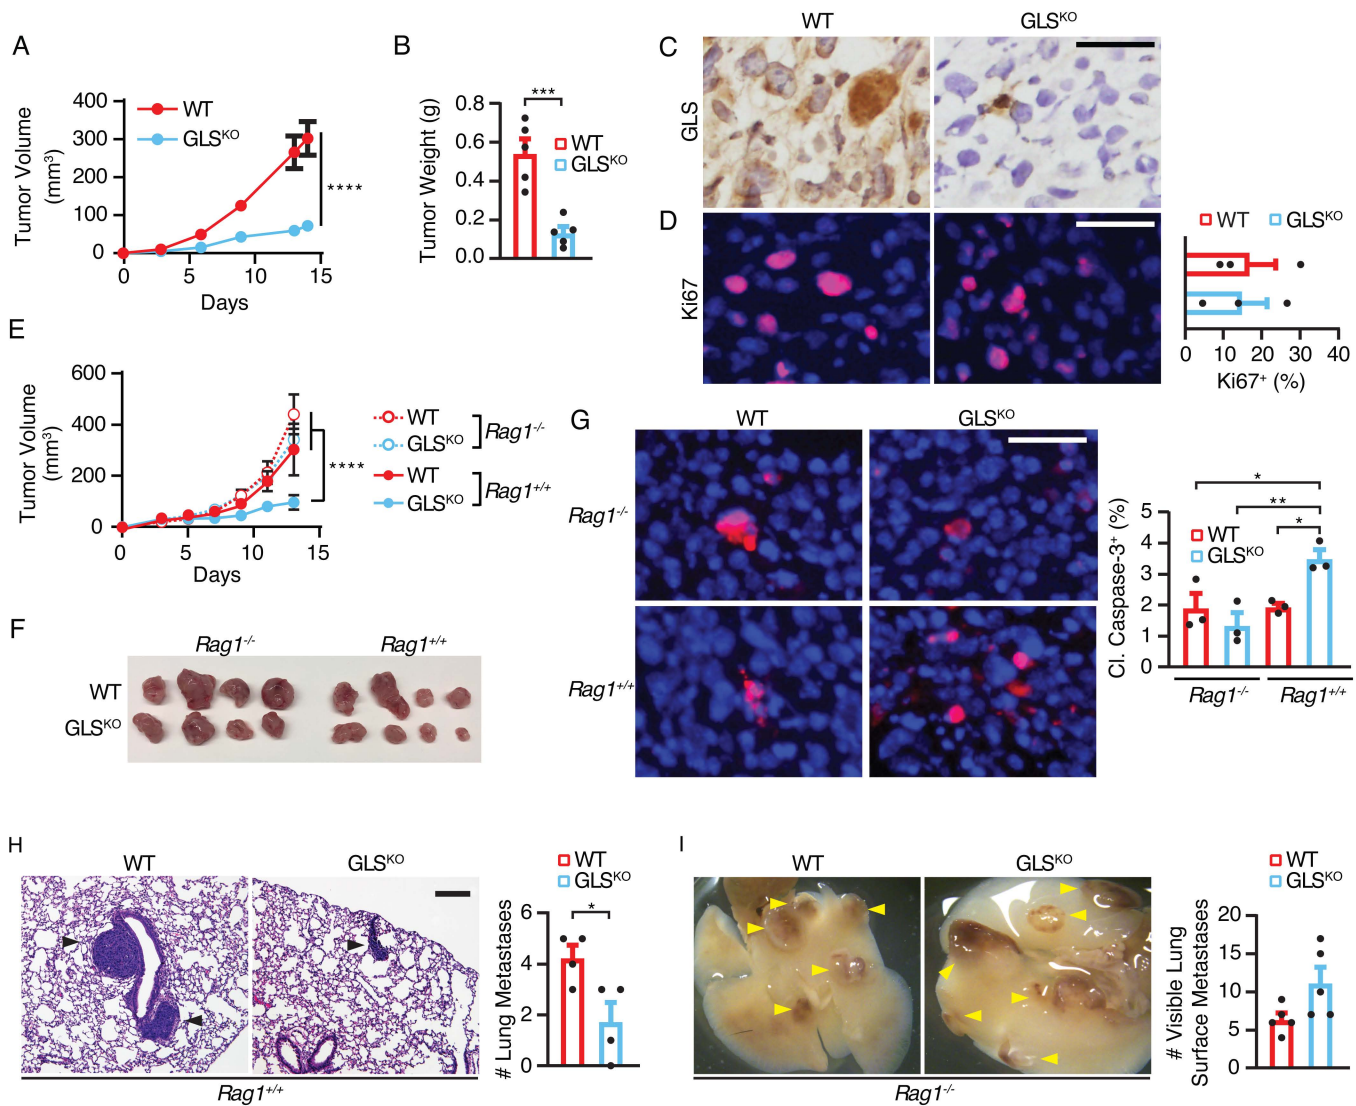 A
Tumor Volume
(mm³)
400
300
200
100
0
WT
GLSᴷᴼ
****
0 5 10 15
Days
B
Tumor Weight (g)
0.8
0.6
0.4
0.2
0
***
WT
GLSᴷᴼ
WT GLSᴷᴼ
C
GLS
D
Ki67
WT GLSᴷᴼ
0 10 20 30 40
Ki67⁺ (%)
E
Tumor Volume
(mm³)
600
400
200
0
0 5 10 15
Days
****
WT
GLSᴷᴼ
Rag1⁻/⁻
WT
GLSᴷᴼ
Rag1⁺/⁺
F
Rag1⁻/⁻ Rag1⁺/⁺
WT
GLSᴷᴼ
G
WT GLSᴷᴼ
Rag1⁻/⁻
Rag1⁺/⁺
Cl. Caspase-3⁺ (%)
5
4
3
2
1
0
*
**
*
WT
GLSᴷᴼ
Rag1⁻/⁻ Rag1⁺/⁺
H
WT GLSᴷᴼ
Rag1⁺/⁺
WT
GLSᴷᴼ
# Lung Metastases
6
4
2
0
*
I
WT GLSᴷᴼ
Rag1⁻/⁻
WT
GLSᴷᴼ
# Visible Lung
Surface Metastases
20
15
10
5
0